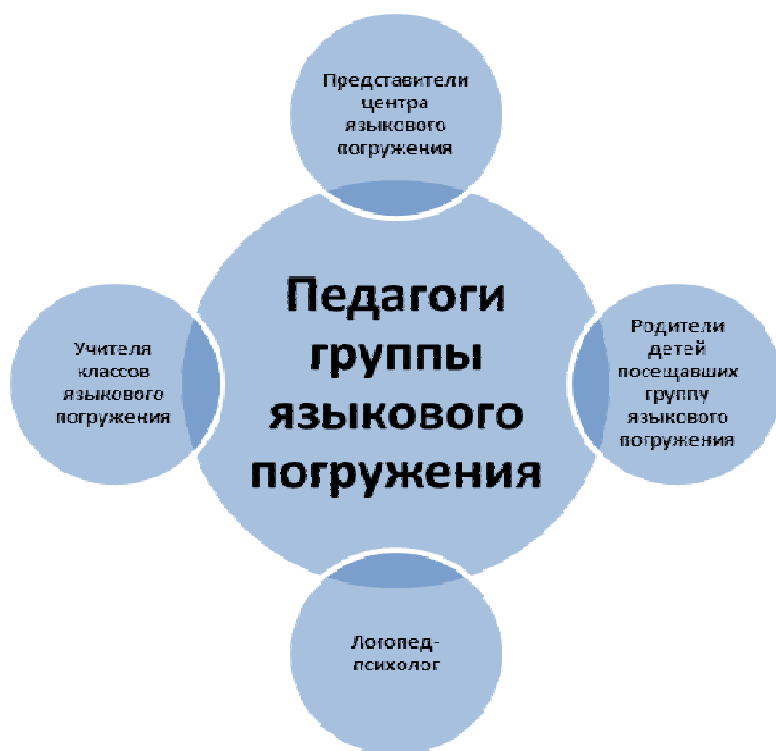 Представители
центра
языкового
погружения
Педагоги
группы
языкового
погружения
Учителя
классов
языкового
погружения
Родители
детей
посещавших
группу
языкового
погружения
Логопед-
психолог